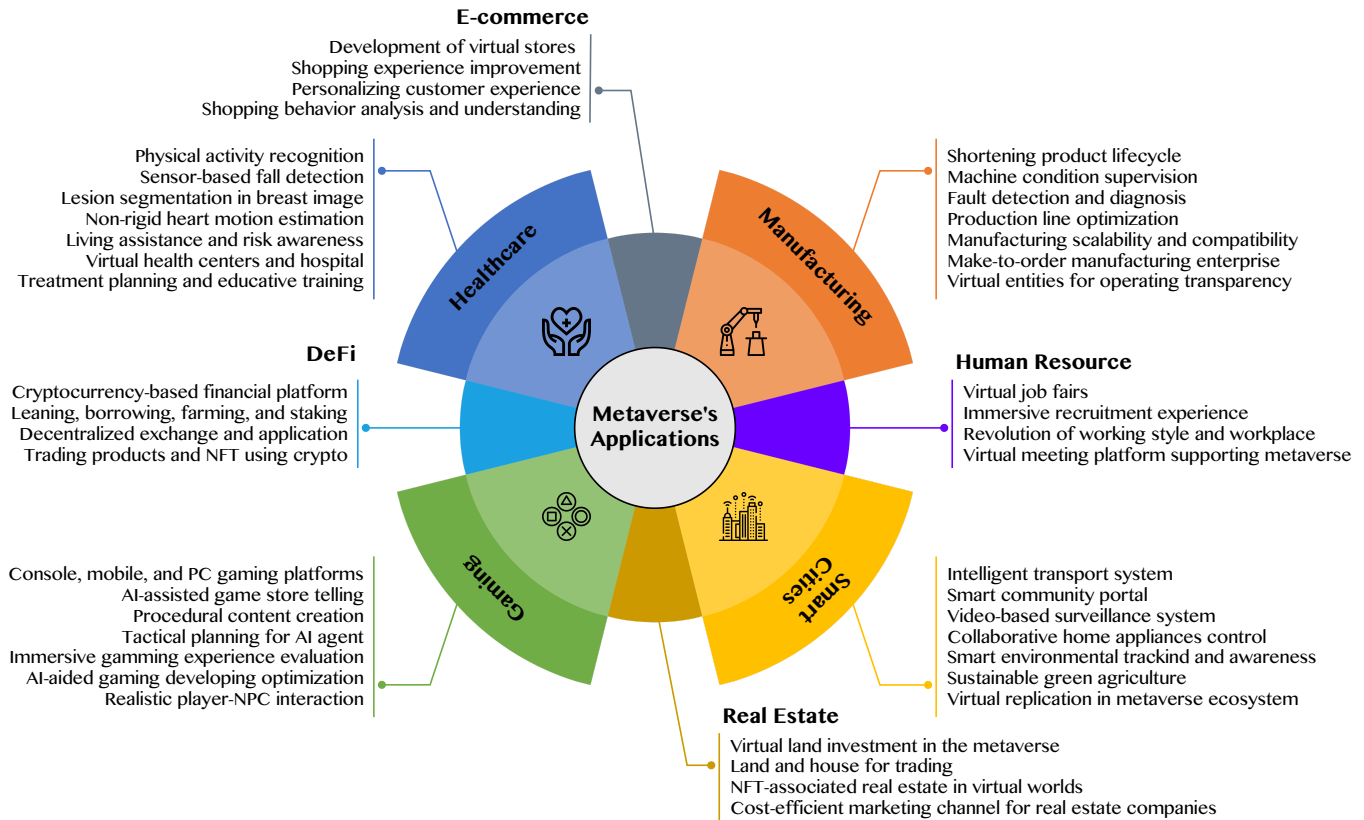 E-commerce
Development of virtual stores
Shopping experience improvement
Personalizing customer experience
Shopping behavior analysis and understanding
Physical activity recognition
Sensor-based fall detection
Lesion segmentation in breast image
Non-rigid heart motion estimation
Living assistance and risk awareness
Virtual health centers and hospital
Treatment planning and educative training
Healthcare
Manufacturing
Shortening product lifecycle
Machine condition supervision
Fault detection and diagnosis
Production line optimization
Manufacturing scalability and compatibility
Make-to-order manufacturing enterprise
Virtual entities for operating transparency
DeFi
Cryptocurrency-based financial platform
Leaning, borrowing, farming, and staking
Decentralized exchange and application
Trading products and NFT using crypto
Metaverse's
Applications
Human Resource
Virtual job fairs
Immersive recruitment experience
Revolution of working style and workplace
Virtual meeting platform supporting metaverse
Console, mobile, and PC gaming platforms
AI-assisted game store telling
Procedural content creation
Tactical planning for AI agent
Immersive gamming experience evaluation
AI-aided gaming developing optimization
Realistic player-NPC interaction
Gaming
Smart
Cities
Intelligent transport system
Smart community portal
Video-based surveillance system
Collaborative home appliances control
Smart environmental trackind and awareness
Sustainable green agriculture
Virtual replication in metaverse ecosystem
Real Estate
Virtual land investment in the metaverse
Land and house for trading
NFT-associated real estate in virtual worlds
Cost-efficient marketing channel for real estate companies